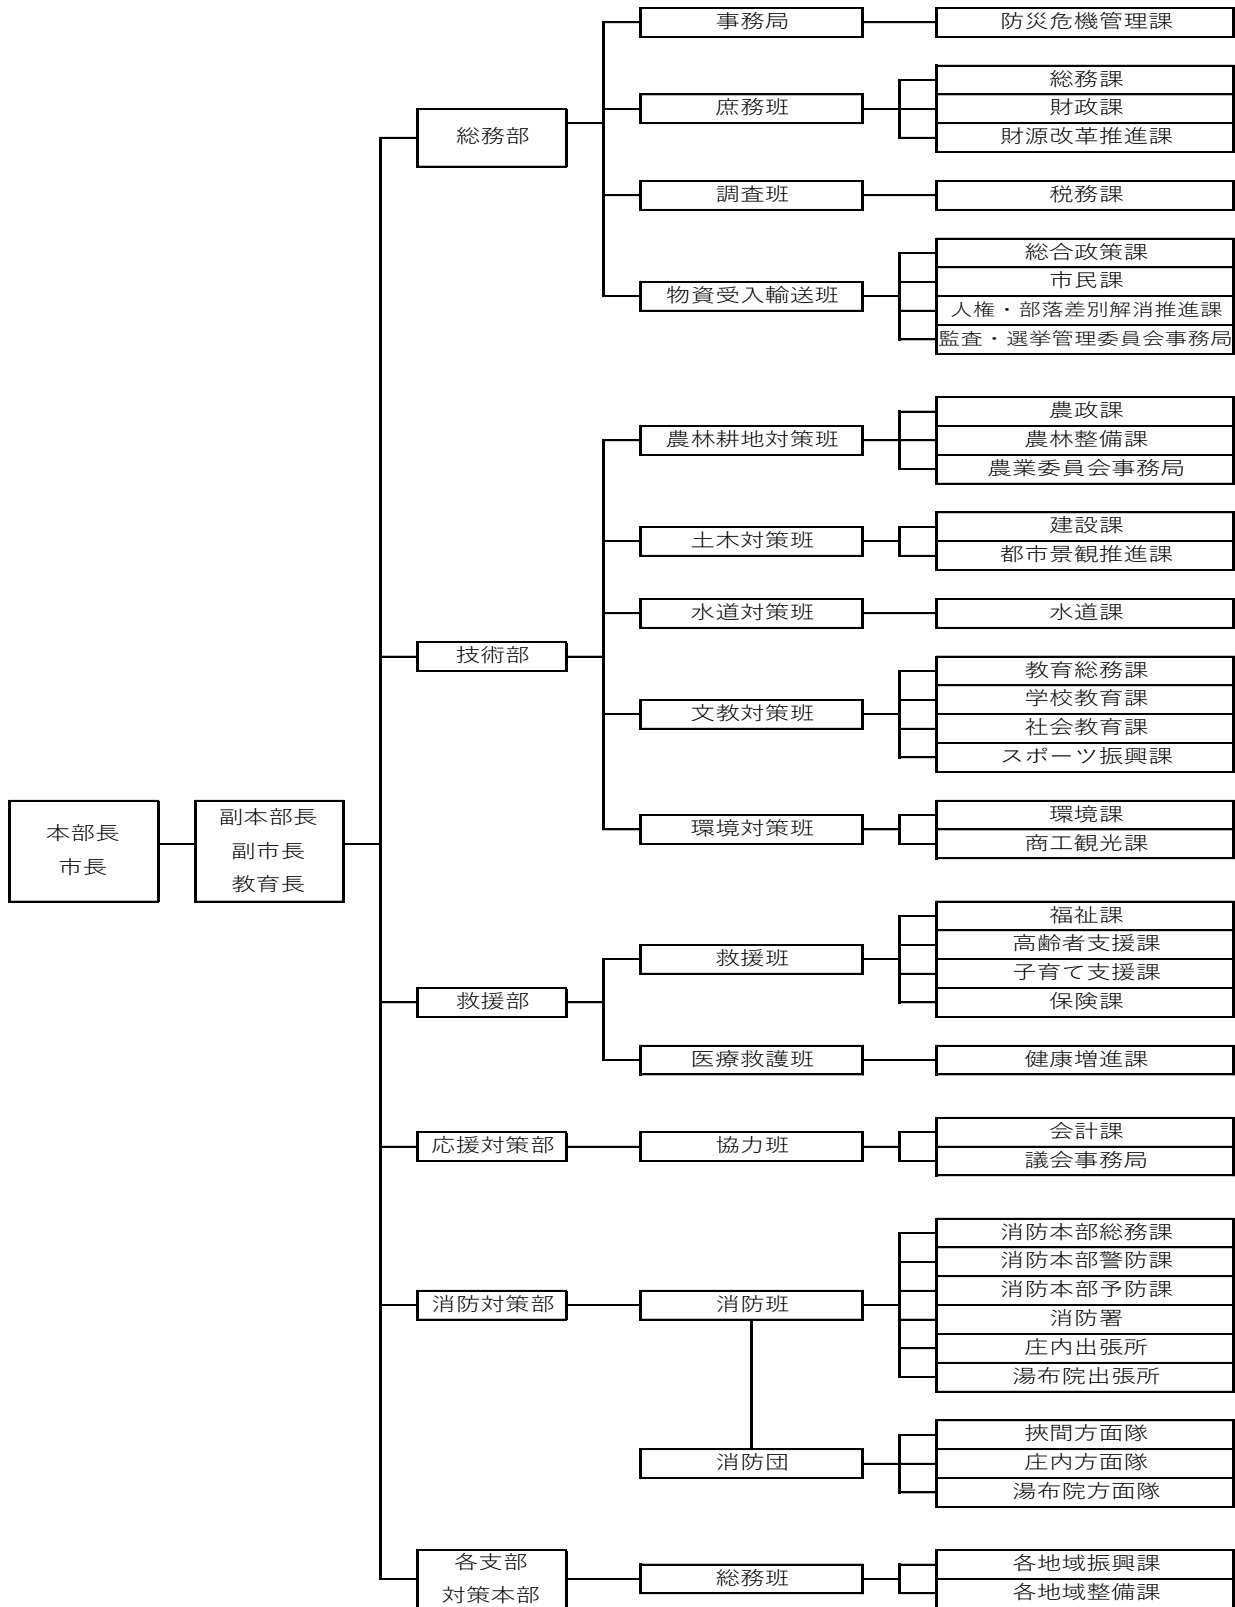 本部長
市長
副本部長
副市長
教育長
総務部
事務局
防災危機管理課
庶務班
総務課
財政課
財源改革推進課
調査班
税務課
物資受入輸送班
総合政策課
市民課
人権・部落差別解消推進課
監査・選挙管理委員会事務局
技術部
農林耕地対策班
農政課
農林整備課
農業委員会事務局
土木対策班
建設課
都市景観推進課
水道対策班
水道課
文教対策班
教育総務課
学校教育課
社会教育課
スポーツ振興課
環境対策班
環境課
商工観光課
救援部
救援班
福祉課
高齢者支援課
子育て支援課
保険課
医療救護班
健康増進課
応援対策部
協力班
会計課
議会事務局
消防対策部
消防班
消防本部総務課
消防本部警防課
消防本部予防課
消防署
庄内出張所
湯布院出張所
消防団
挾間方面隊
庄内方面隊
湯布院方面隊
各支部
対策本部
総務班
各地域振興課
各地域整備課